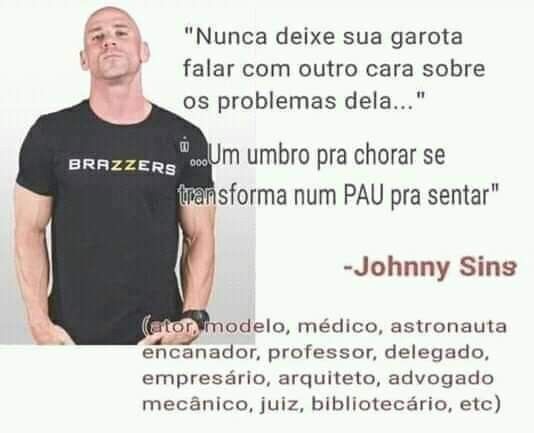 "Nunca deixe sua garota
falar com outro cara sobre
os problemas dela..."
BRAZZERS
...Um umbro pra chorar se
transforma num PAU pra sentar"
-Johnny Sins
(ator, modelo, médico, astronauta
encanador, professor, delegado,
empresário, arquiteto, advogado
mecânico, juiz, bibliotecário, etc)